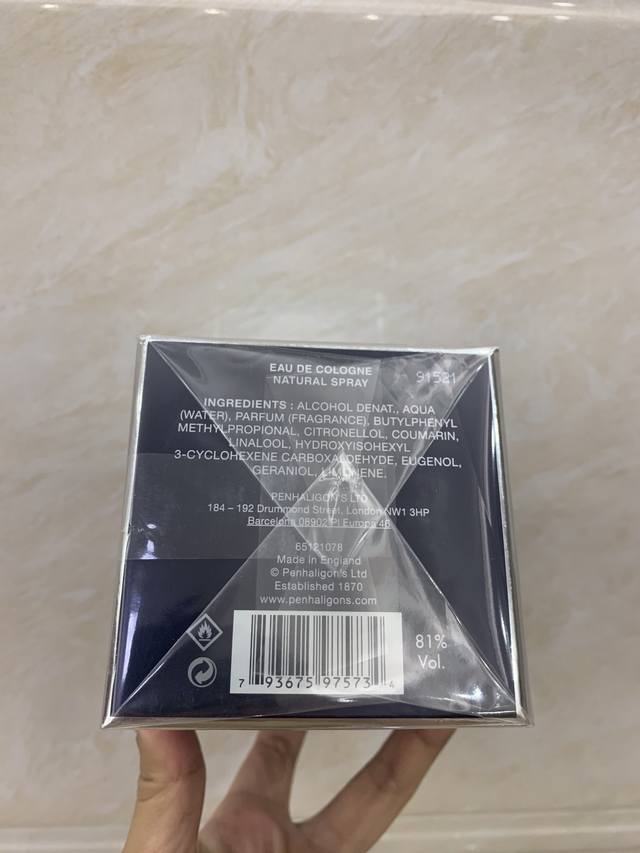 EAU DE COLOGNE
NATURAL SPRAY
91521
INGREDIENTS : ALCOHOL DENAT., AQUA
(WATER), PARFUM (FRAGRANCE), BUTYLPHENYL
METHYLPROPIONAL, CITRONELLOL, COUMARIN,
LINALOOL, HYDROXYISOHEXYL
3-CYCLOHEXENE CARBOXALDEHYDE, EUGENOL,
GERANIOL, LIMONENE.
PENHALIGON'S LTD
184 – 192 Drummond Street, London NW1 3HP
Barcelona 08902 Pl Europa 46
65121078
Made in England
© Penhaligon's Ltd
Established 1870
www.penhaligons.com
81%
Vol.
7 93675 97573 4